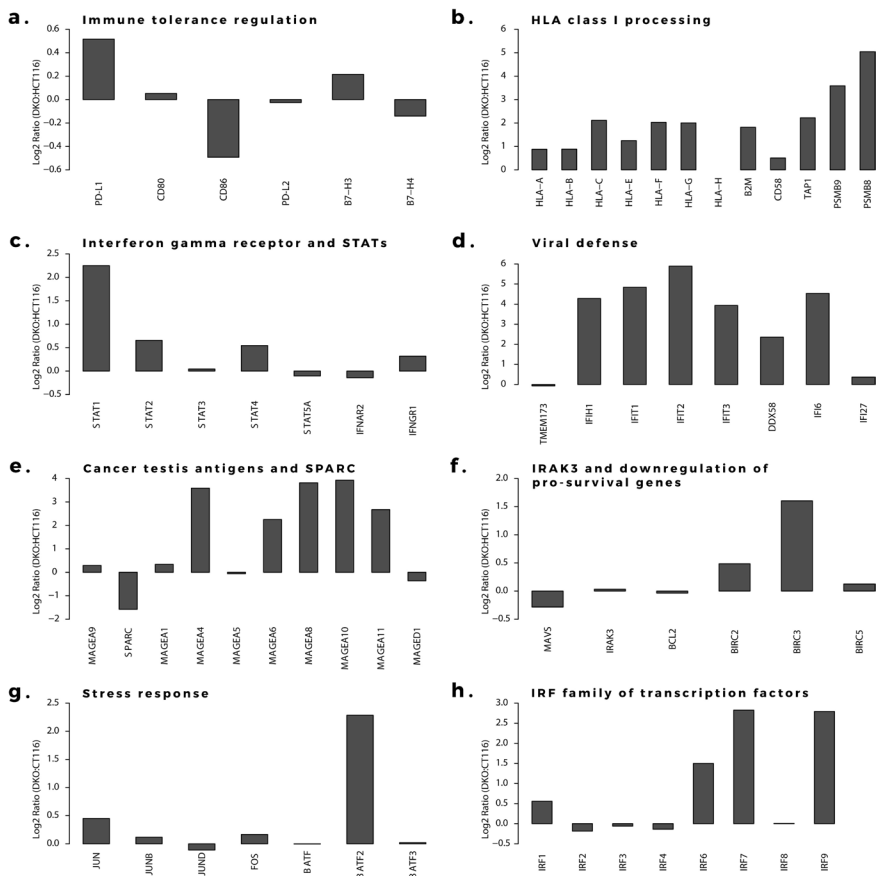 a. Immune tolerance regulation
Log2 Ratio (DKO:HCT116)
0.6
0.4
0.2
0.0
−0.2
−0.4
−0.6
PD-L1 CD80 CD86 PD-L2 B7−H3 B7−H4
b. HLA class I processing
Log2 Ratio (DKO:HCT116)
6
5
4
3
2
1
0
HLA−A HLA−B HLA−C HLA−E HLA−F HLA−G HLA−H B2M CD58 TAP1 PSMB9 PSMB8
c. Interferon gamma receptor and STATs
Log2 Ratio (DKO:HCT116)
2.5
2.0
1.5
1.0
0.5
0.0
−0.5
STAT1 STAT2 STAT3 STAT4 STAT5A IFNAR2 IFNGR1
d. Viral defense
Log2 Ratio (DKO:HCT116)
6
5
4
3
2
1
0
TMEM173 IFIH1 IFIT1 IFIT2 IFIT3 DDX58 IFI6 IFI27
e. Cancer testis antigens and SPARC
Log2 Ratio (DKO:HCT116)
4
3
2
1
0
−1
−2
MAGEA9 SPARC MAGEA1 MAGEA4 MAGEA5 MAGEA6 MAGEA8 MAGEA10 MAGEA11 MAGED1
f. IRAK3 and downregulation of
pro-survival genes
Log2 Ratio (DKO:HCT116)
2.0
1.5
1.0
0.5
0.0
−0.5
MAVS IRAK3 BCL2 BIRC2 BIRC3 BIRC5
g. Stress response
Log2 Ratio (DKO:CT116)
2.5
2.0
1.5
1.0
0.5
0.0
JUN JUNB JUND FOS BATF BATF2 BATF3
h. IRF family of transcription factors
Log2 Ratio (DKO:CT116)
3.0
2.5
2.0
1.5
1.0
0.5
0.0
−0.5
IRF1 IRF2 IRF3 IRF4 IRF6 IRF7 IRF8 IRF9